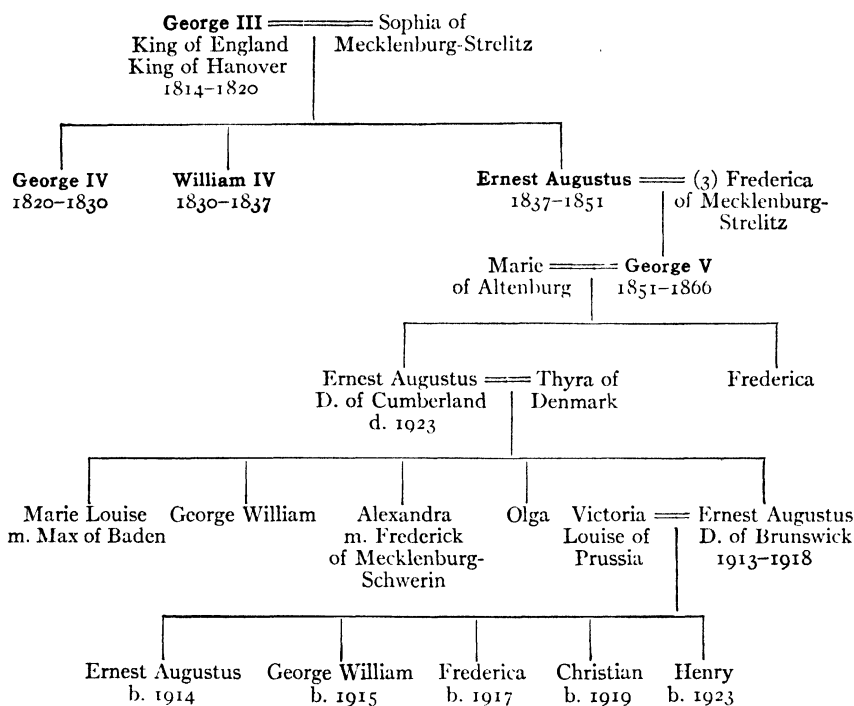 George III Sophia of
King of England Mecklenburg-Strelitz
King of Hanover
1814–1820
George IV William IV Ernest Augustus (3) Frederica
1820–1830 1830–1837 1837–1851 of Mecklenburg-
Strelitz
Marie George V
of Altenburg 1851–1866
Ernest Augustus Thyra of Frederica
D. of Cumberland Denmark
d. 1923
Marie Louise George William Alexandra Olga Victoria Ernest Augustus
m. Max of Baden m. Frederick Louise of D. of Brunswick
of Mecklenburg- Prussia 1913–1918
Schwerin
Ernest Augustus George William Frederica Christian Henry
b. 1914 b. 1915 b. 1917 b. 1919 b. 1923